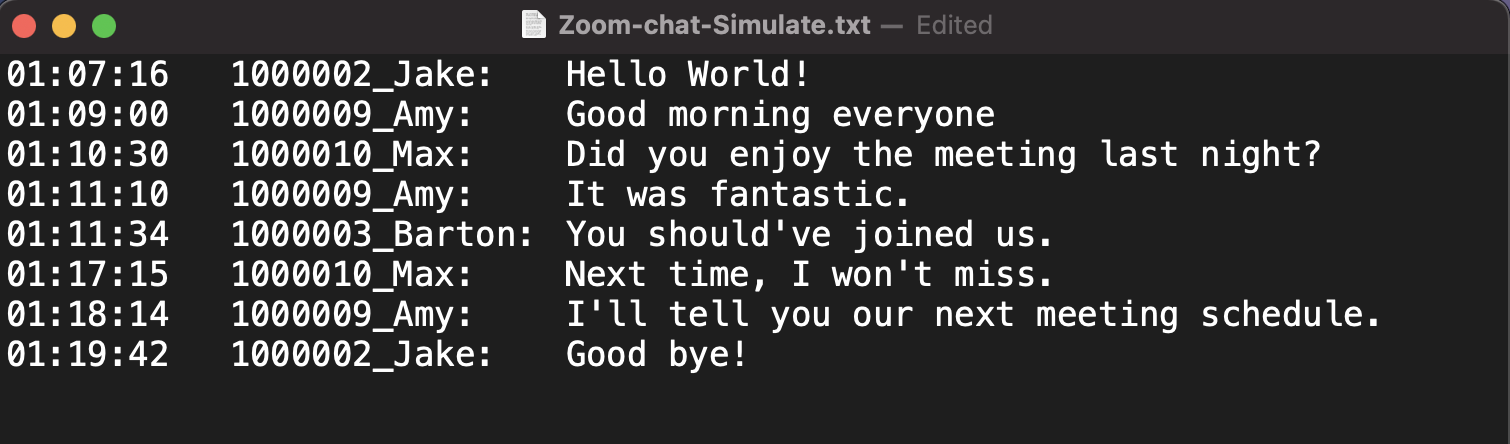 Zoom-chat-Simulate.txt — Edited
01:07:16 1000002_Jake: Hello World!
01:09:00 1000009_Amy: Good morning everyone
01:10:30 1000010_Max: Did you enjoy the meeting last night?
01:11:10 1000009_Amy: It was fantastic.
01:11:34 1000003_Barton: You should've joined us.
01:17:15 1000010_Max: Next time, I won't miss.
01:18:14 1000009_Amy: I'll tell you our next meeting schedule.
01:19:42 1000002_Jake: Good bye!